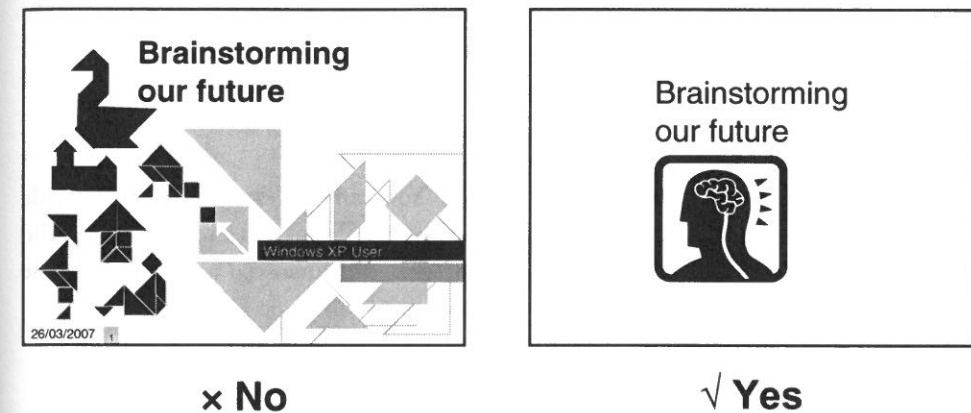 Brainstorming
our future
Windows XP User
26/03/2007 1
× No
Brainstorming
our future
√ Yes